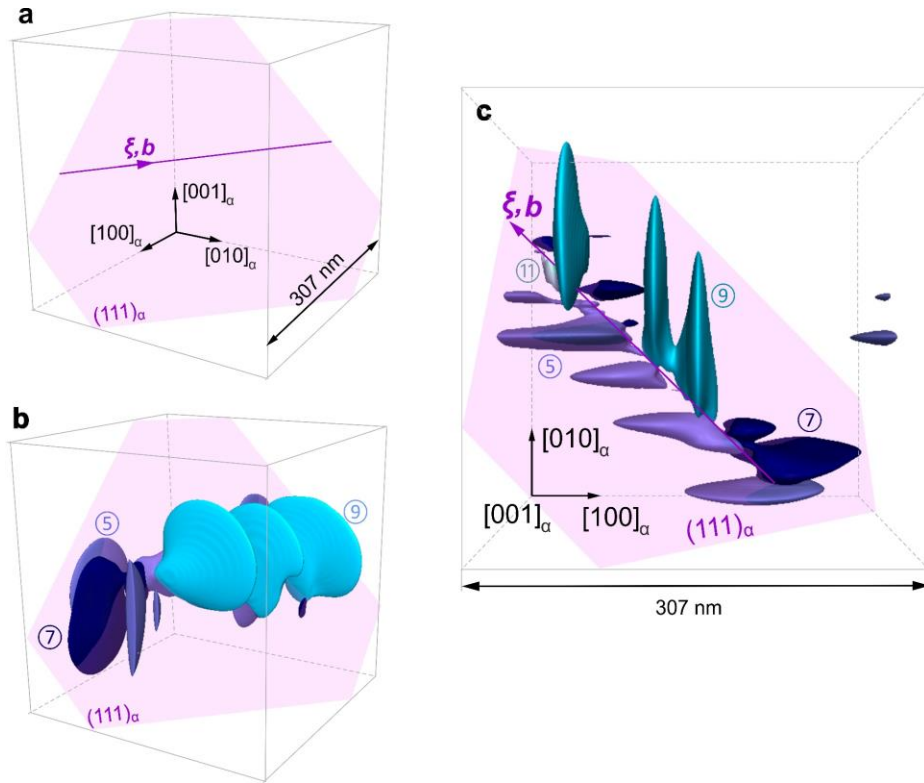 a
ξ,b
[001]α
[100]α
[010]α
307 nm
(111)α
b
⑤
⑨
⑦
(111)α
c
ξ,b
⑪
⑨
⑤
⑦
[010]α
[001]α
[100]α
(111)α
307 nm